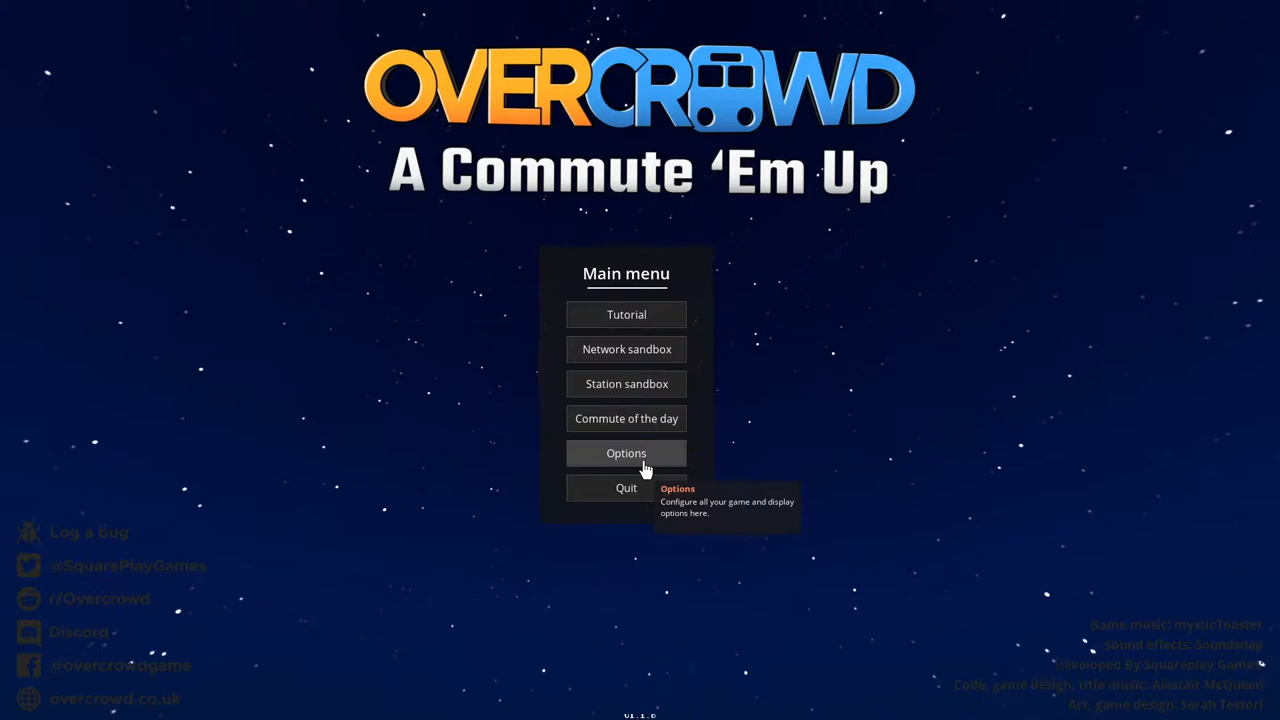 OVERCROWD
A Commute ‘Em Up
Main menu
Tutorial
Network sandbox
Station sandbox
Commute of the day
Options
Quit
Options
Configure all your game and display
options here.
Log a bug
@SquarePlayGames
r/Overcrowd
Discord
@overcrowdgame
overcrowd.co.uk
Game music: mysticToaster
Sound effects: Soundsnap
Developed By Squareplay Games
Code, game design, title music: Alastair McQueen
Art, game design: Sarah Testori